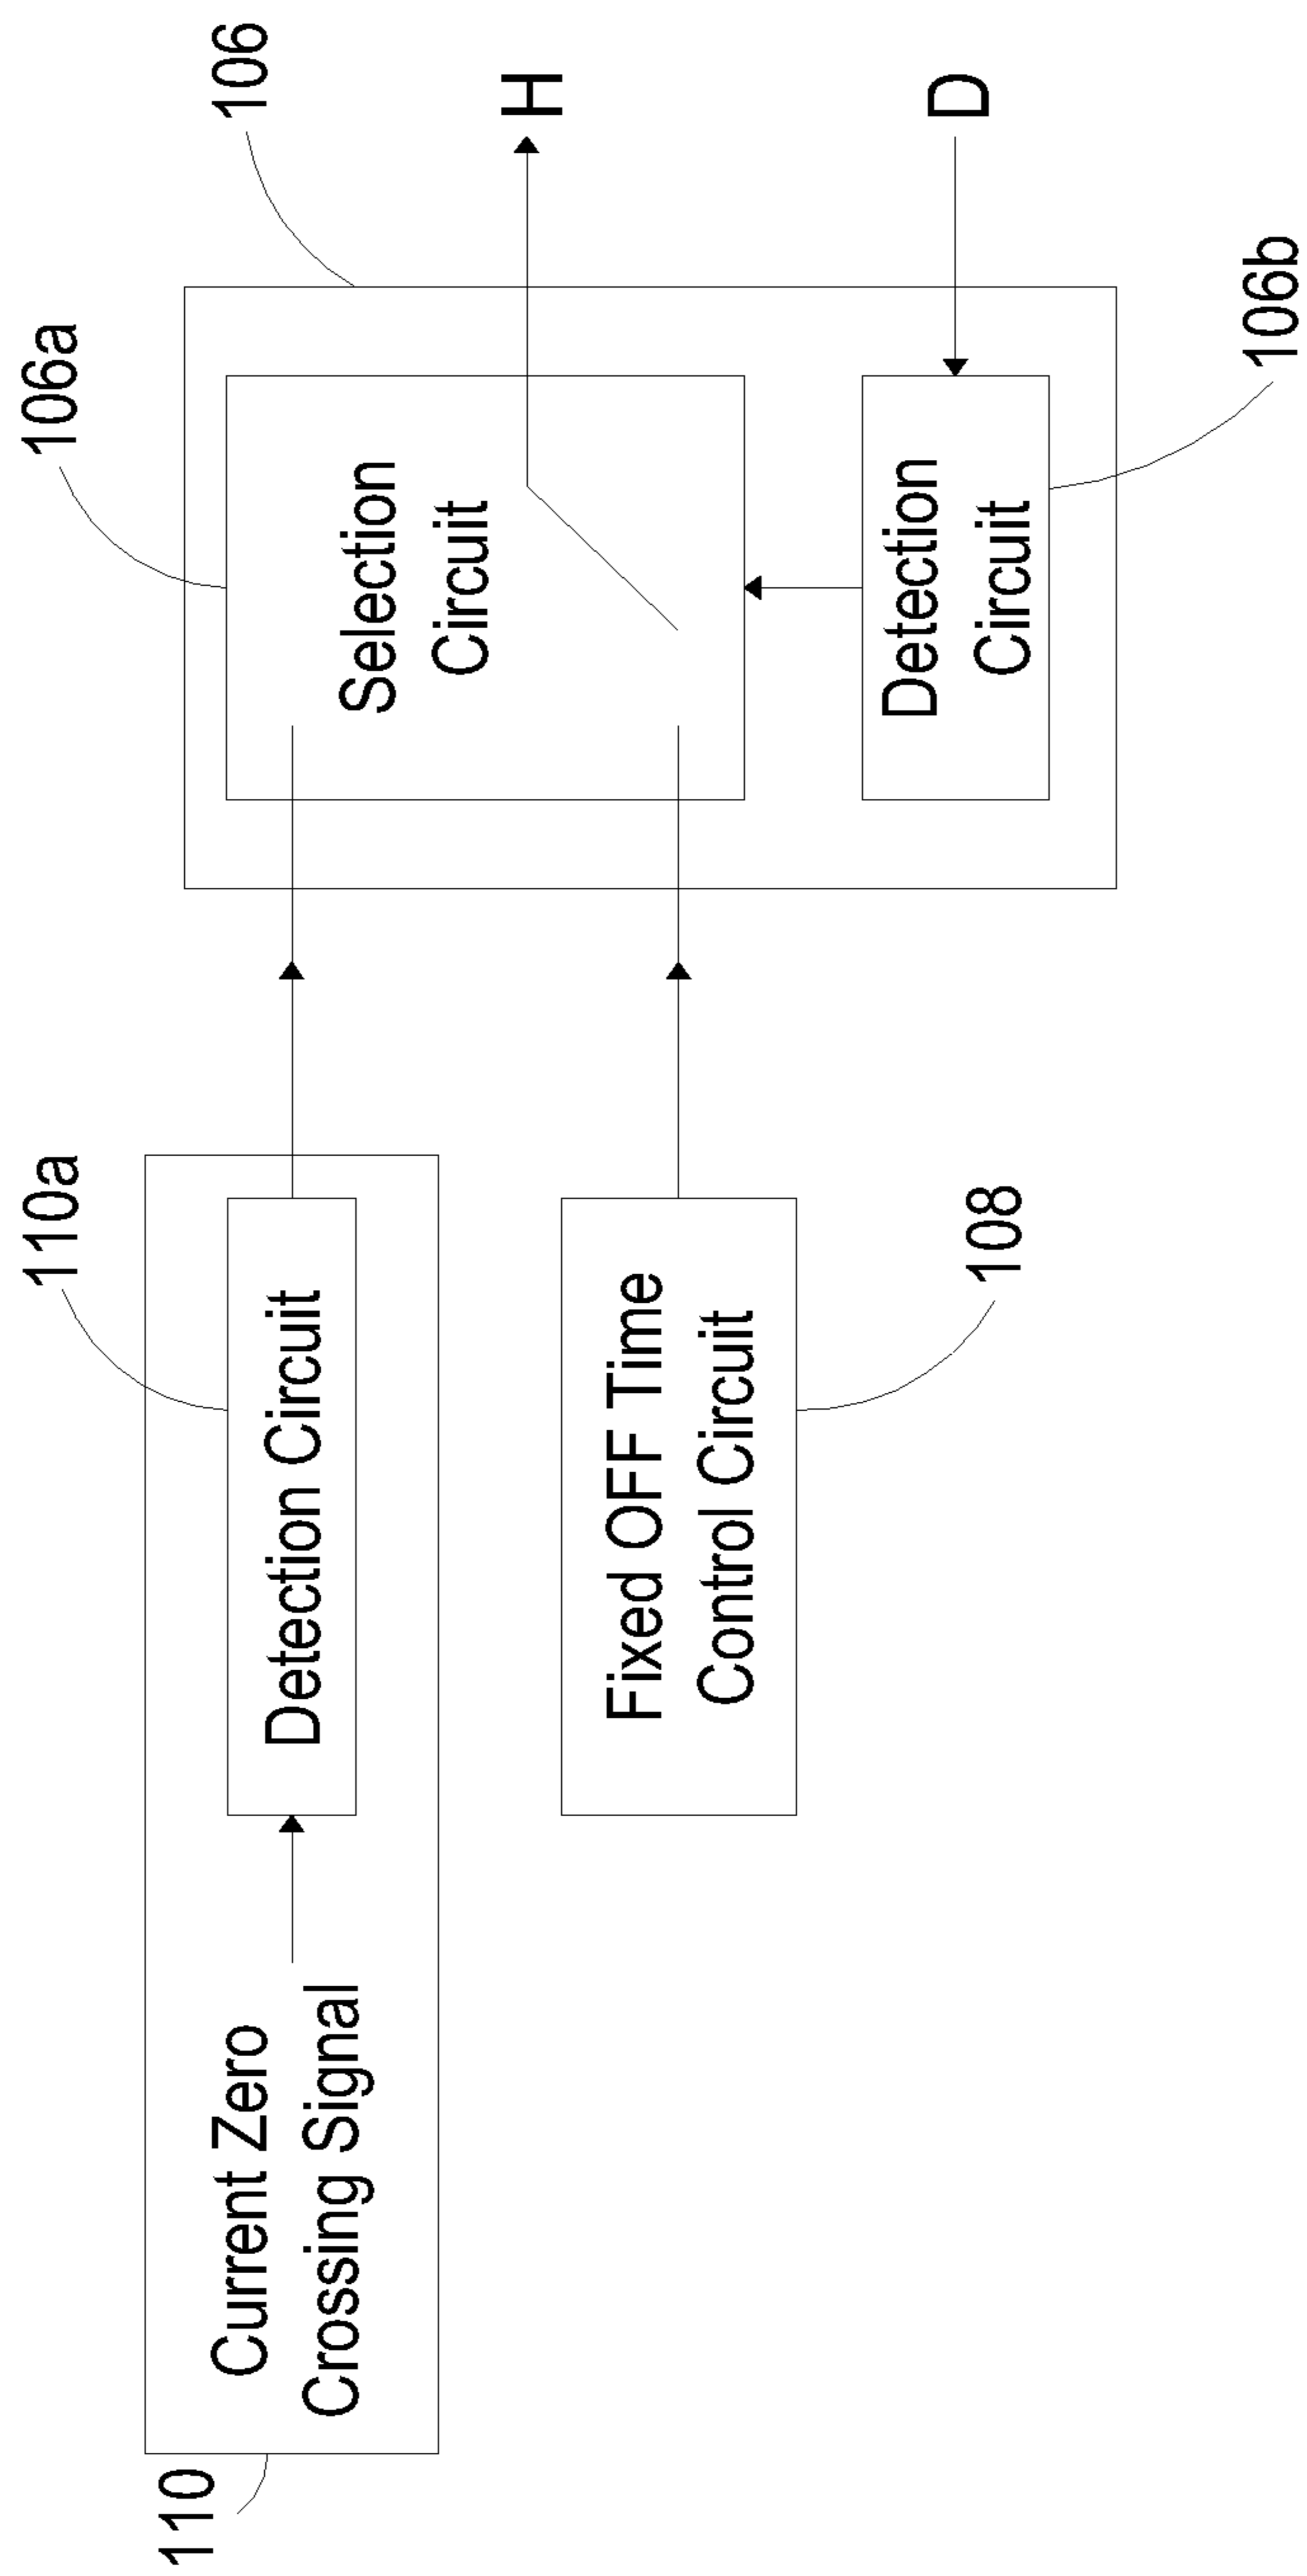 110
Current Zero
Crossing Signal
110a
Detection Circuit
Fixed OFF Time
Control Circuit
108
106a
106
Selection
Circuit
H
Detection
Circuit
D
106b